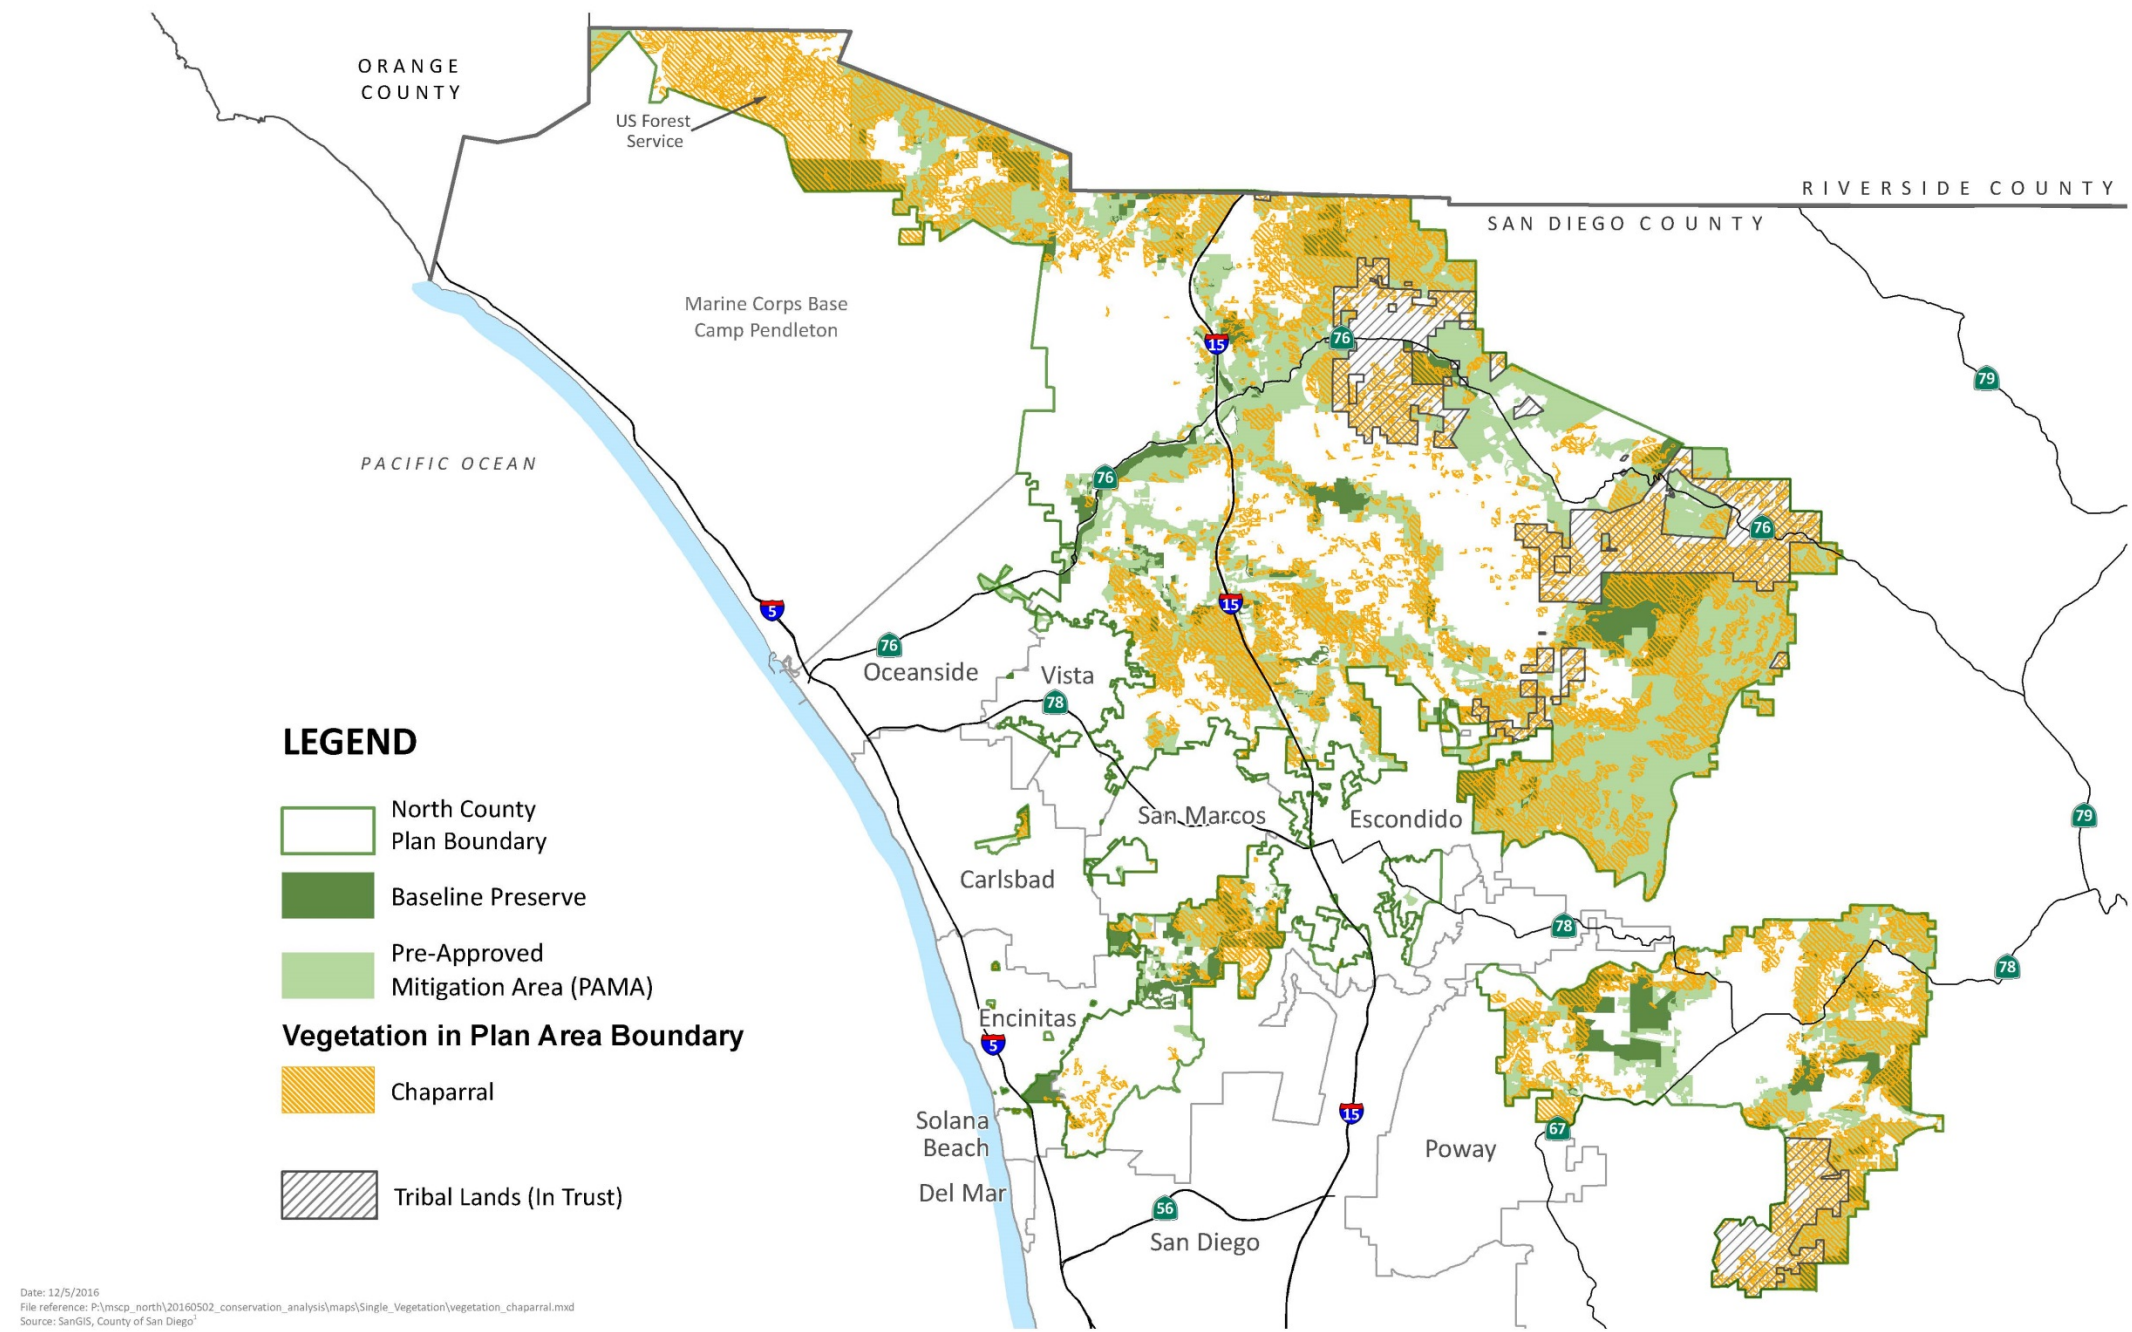 ORANGE
COUNTY
US Forest
Service
RIVERSIDE COUNTY
SAN DIEGO COUNTY
Marine Corps Base
Camp Pendleton
15
76
79
PACIFIC OCEAN
76
76
15
5
76
Oceanside
Vista
78
LEGEND
North County
Plan Boundary
Baseline Preserve
Pre-Approved
Mitigation Area (PAMA)
Vegetation in Plan Area Boundary
Chaparral
Tribal Lands (In Trust)
San Marcos
Escondido
79
Carlsbad
78
78
Encinitas
5
Solana
Beach
15
67
Poway
Del Mar
56
San Diego
Date: 12/5/2016
File reference: P:\mscp_north\20160502_conservation_analysis\maps\Single_Vegetation\vegetation_chaparral.mxd
Source: SanGIS, County of San Diego¹